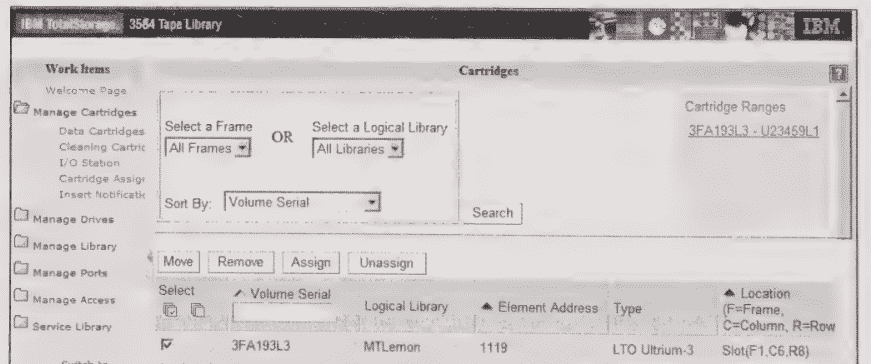 IBM TotalStorage. 3584 Tape Library
IBM
Work Items
Cartridges
?
Welcome Page
Manage Cartridges
Data Cartridges
Cleaning Cartric
I/O Station
Cartridge Assigr
Insert Notificatio
Manage Drives
Manage Library
Manage Ports
Manage Access
Service Library
Switch to
Select a Frame
OR
Select a Logical Library
All Frames
All Libraries
Sort By: Volume Serial
Search
Cartridge Ranges
3FA193L3 - U23459L1
Move Remove Assign Unassign
Select
Volume Serial
Logical Library
Element Address
Type
Location
(F=Frame,
C=Column, R=Row
3FA193L3 MTLemon 1119 LTO Ultrium-3 Slot(F1,C6,R8)